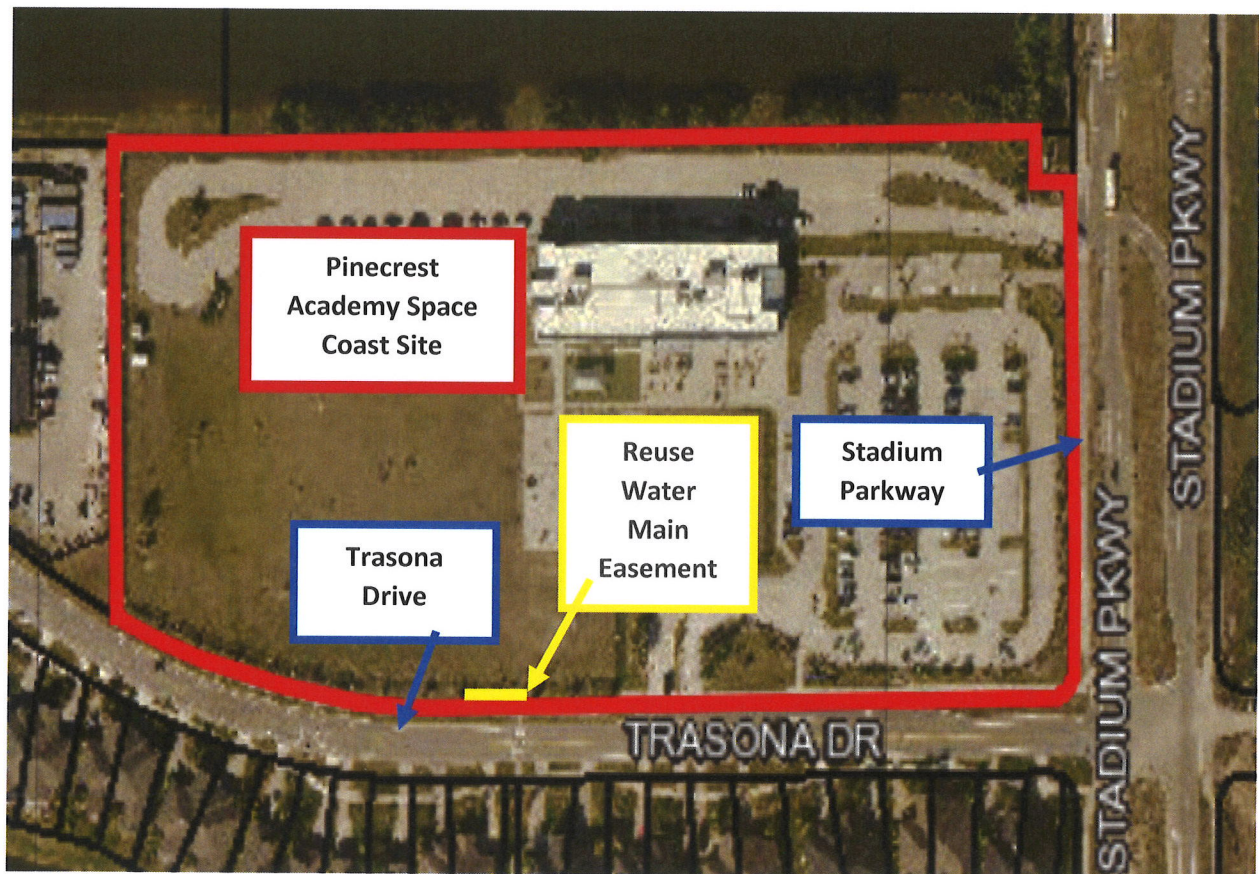 STADIUM PKWY
Pinecrest
Academy Space
Coast Site
Reuse
Water
Main
Easement
Stadium
Parkway
Trasona
Drive
TRASONA DR
STADIUM PKWY